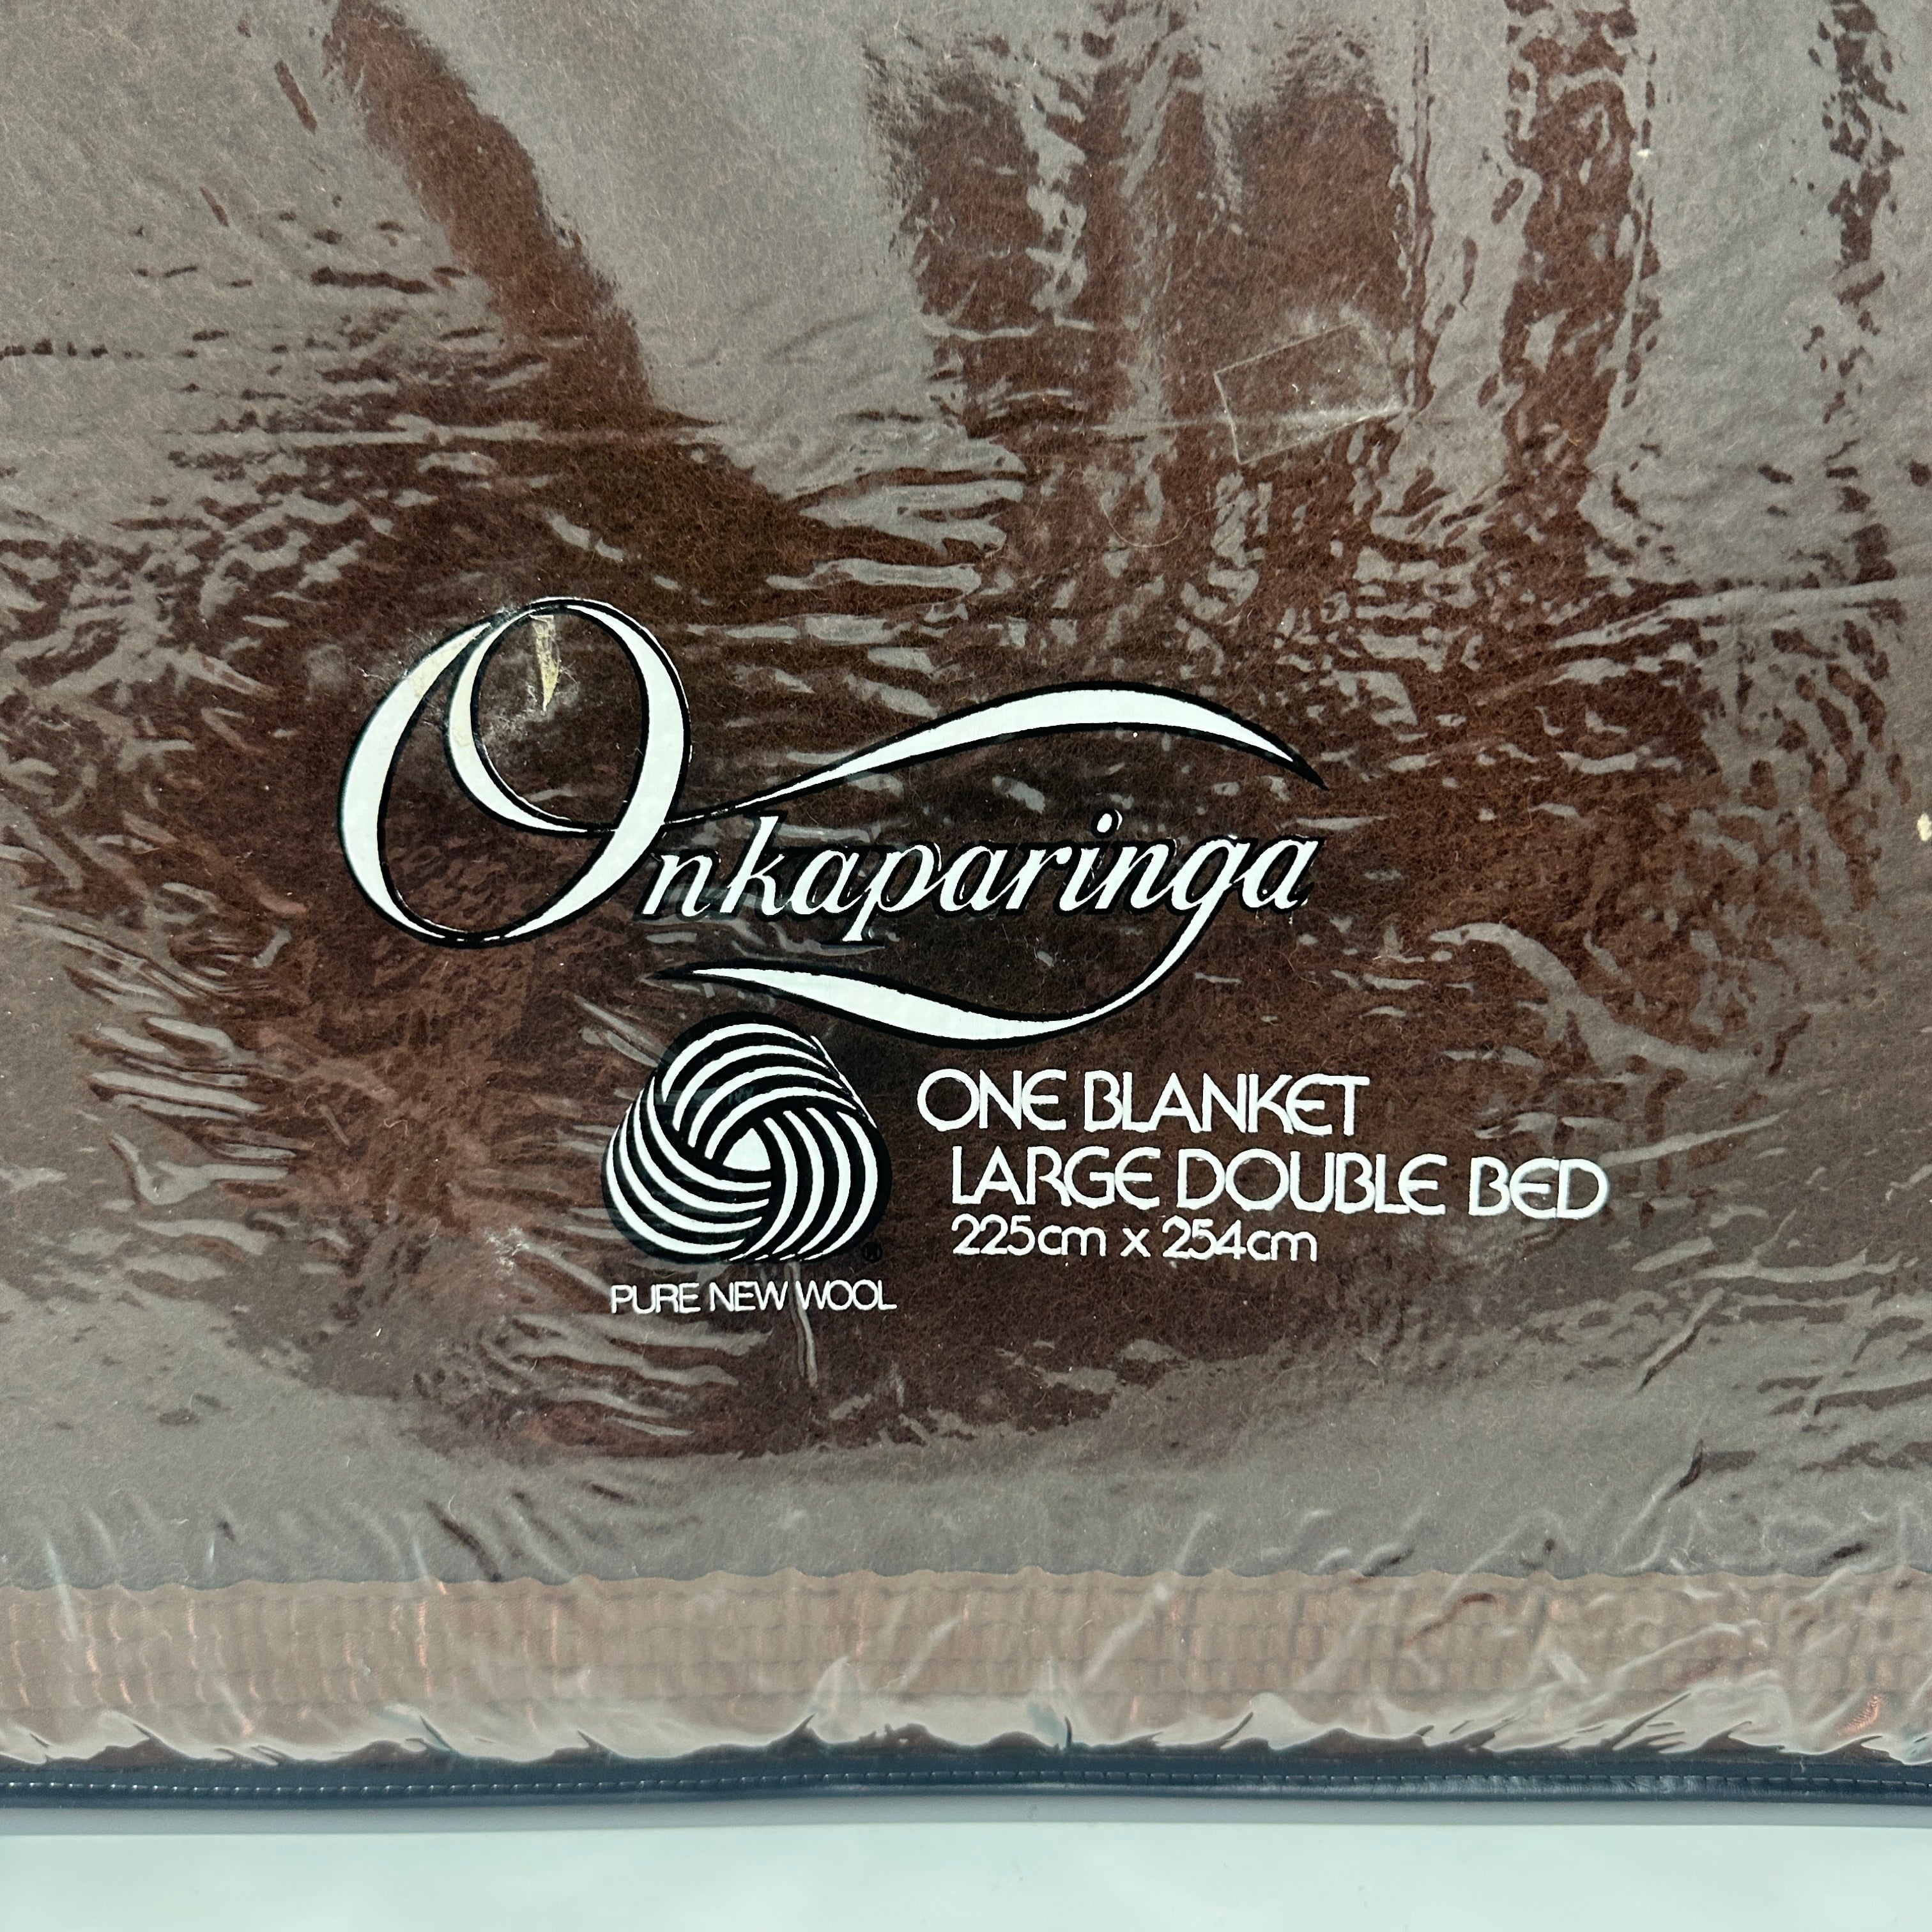 Onkaparinga
ONE BLANKET
LARGE DOUBLE BED
225cm x 254cm
®
PURE NEW WOOL